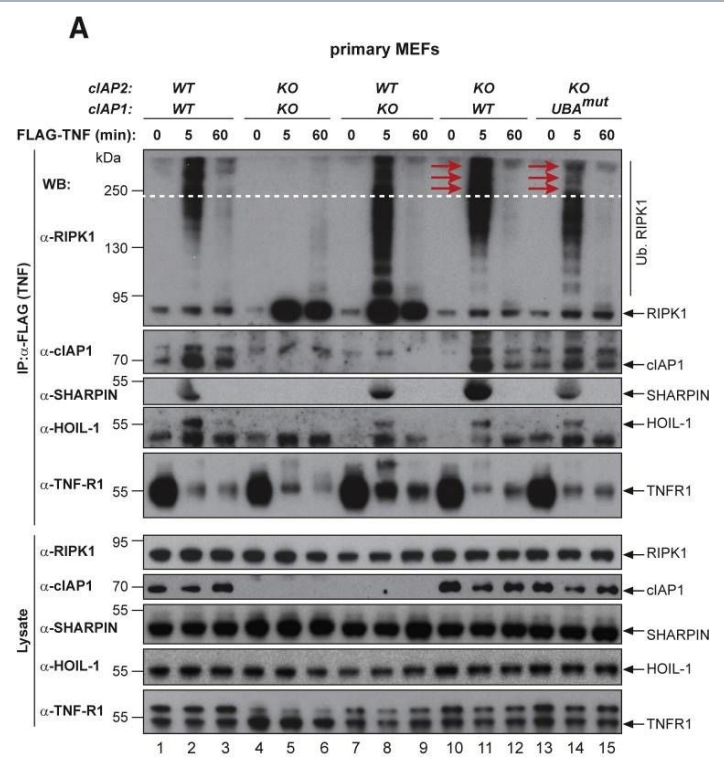 A
primary MEFs
cIAP2: WT KO WT KO KO
cIAP1: WT KO KO WT UBAmut
FLAG-TNF (min): 0 5 60 0 5 60 0 5 60 0 5 60 0 5 60
kDa
WB:
250
α-RIPK1
130
95
RIPK1
Ub. RIPK1
IP:α-FLAG (TNF)
α-cIAP1
70
cIAP1
55
α-SHARPIN
SHARPIN
α-HOIL-1
55
HOIL-1
α-TNF-R1
55
TNFR1
Lysate
95
α-RIPK1
RIPK1
α-cIAP1
70
cIAP1
55
α-SHARPIN
SHARPIN
α-HOIL-1
55
HOIL-1
α-TNF-R1
55
TNFR1
1 2 3 4 5 6 7 8 9 10 11 12 13 14 15